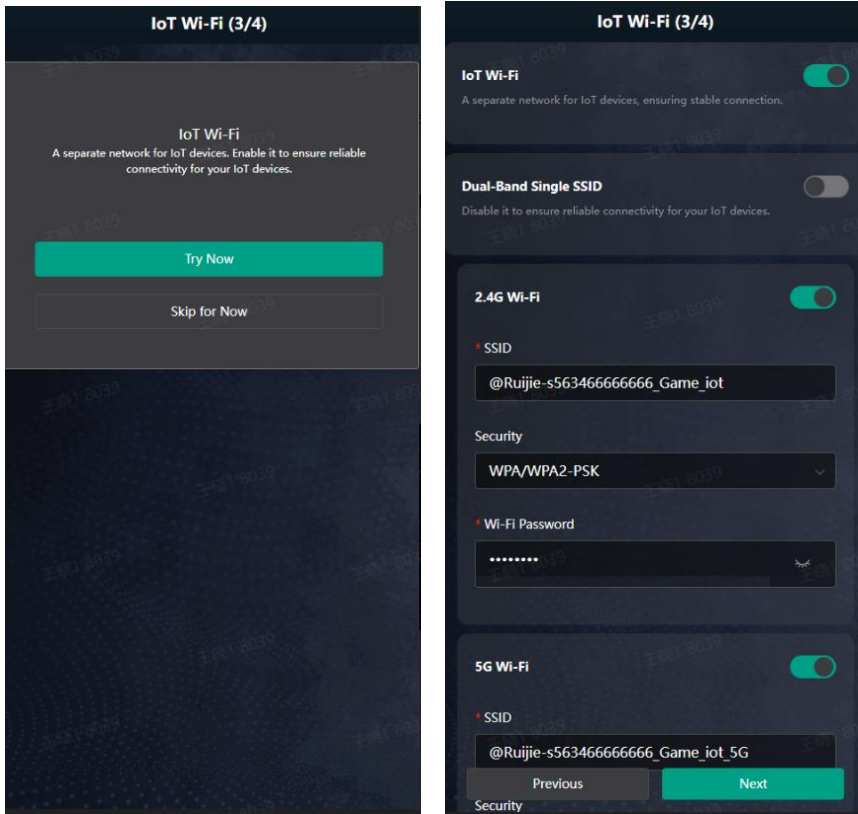 IoT Wi-Fi (3/4)
IoT Wi-Fi
A separate network for IoT devices. Enable it to ensure reliable
connectivity for your IoT devices.
Try Now
Skip for Now
IoT Wi-Fi (3/4)
IoT Wi-Fi
A separate network for IoT devices, ensuring stable connection.
Dual-Band Single SSID
Disable it to ensure reliable connectivity for your IoT devices.
2.4G Wi-Fi
* SSID
@Ruijie-s563466666666_Game_iot
Security
WPA/WPA2-PSK
* Wi-Fi Password
••••••••
5G Wi-Fi
* SSID
@Ruijie-s563466666666_Game_iot_5G
Previous
Next
Security